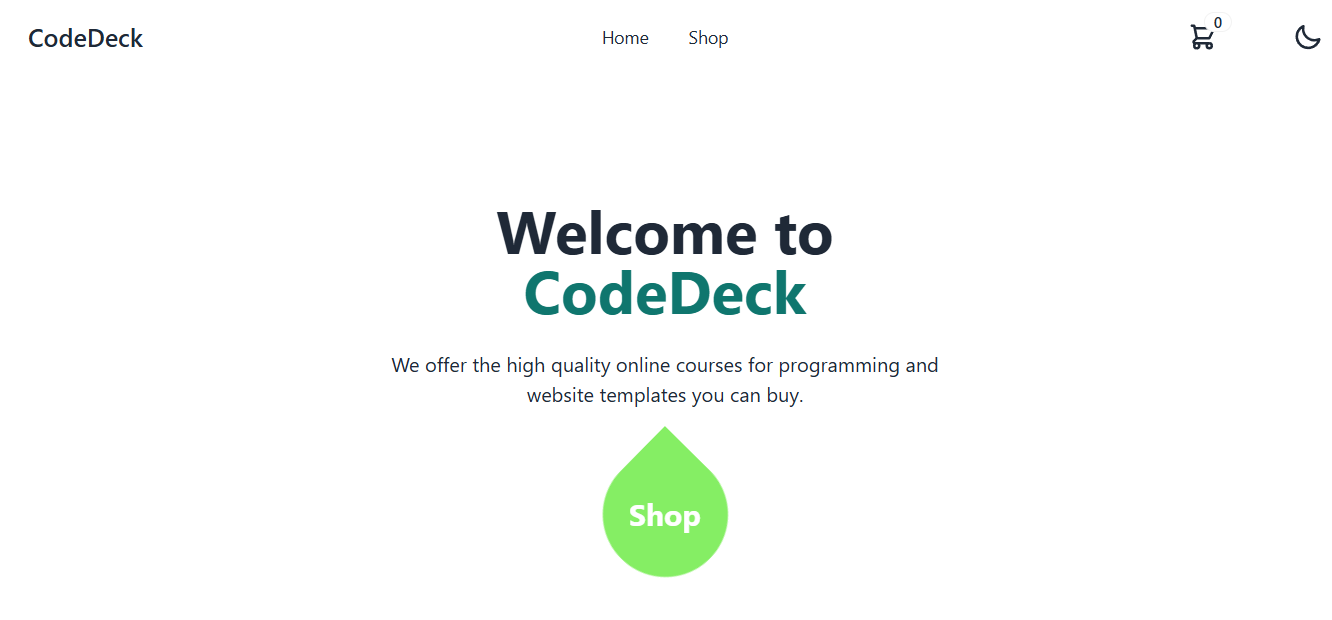 CodeDeck
Home
Shop
0
Welcome to
CodeDeck
We offer the high quality online courses for programming and
website templates you can buy.
Shop